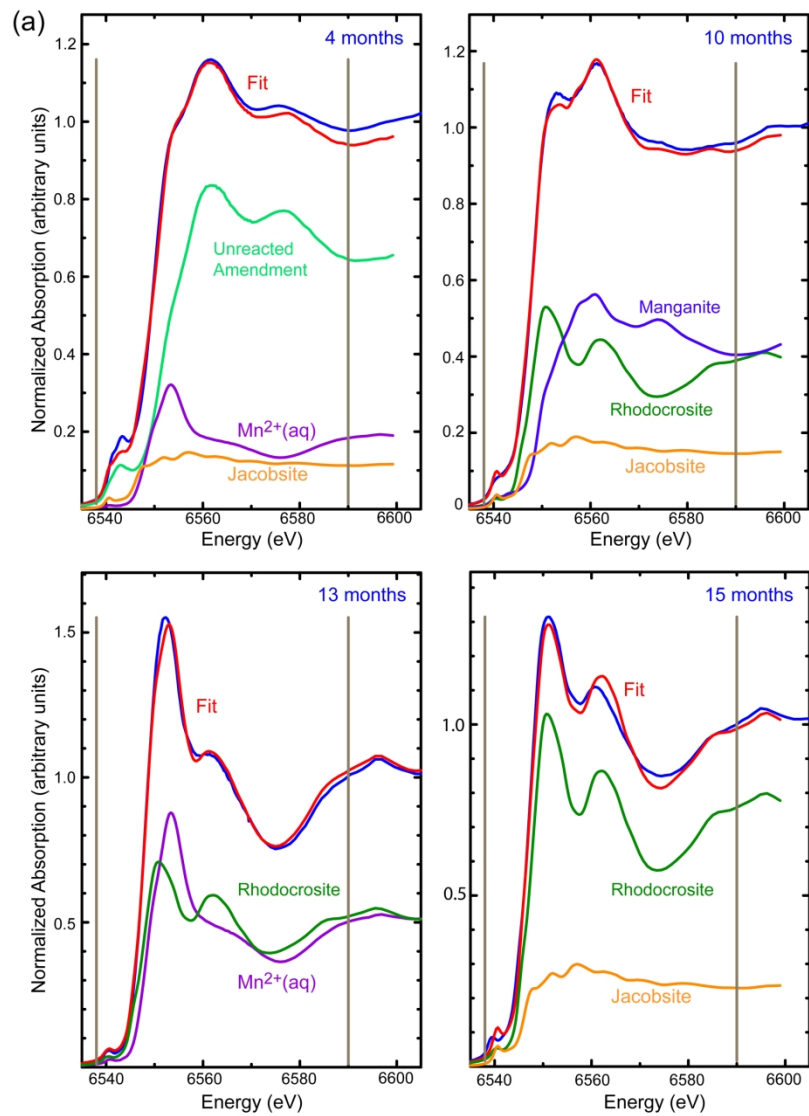 (a)
4 months
Normalized Absorption (arbitrary units)
1.2
1.0
0.8
0.6
0.4
0.2
Fit
Unreacted
Amendment
Mn2+(aq)
Jacobsite
6540
6560
6580
6600
Energy (eV)
10 months
1.2
1.0
0.8
0.6
0.4
0.2
0
Fit
Manganite
Rhodocrosite
Jacobsite
6540
6560
6580
6600
Energy (eV)
13 months
Normalized Absorption (arbitrary units)
1.5
1.0
0.5
Fit
Rhodocrosite
Mn2+(aq)
6540
6560
6580
6600
Energy (eV)
15 months
1.0
0.5
Fit
Rhodocrosite
Jacobsite
6540
6560
6580
6600
Energy (eV)